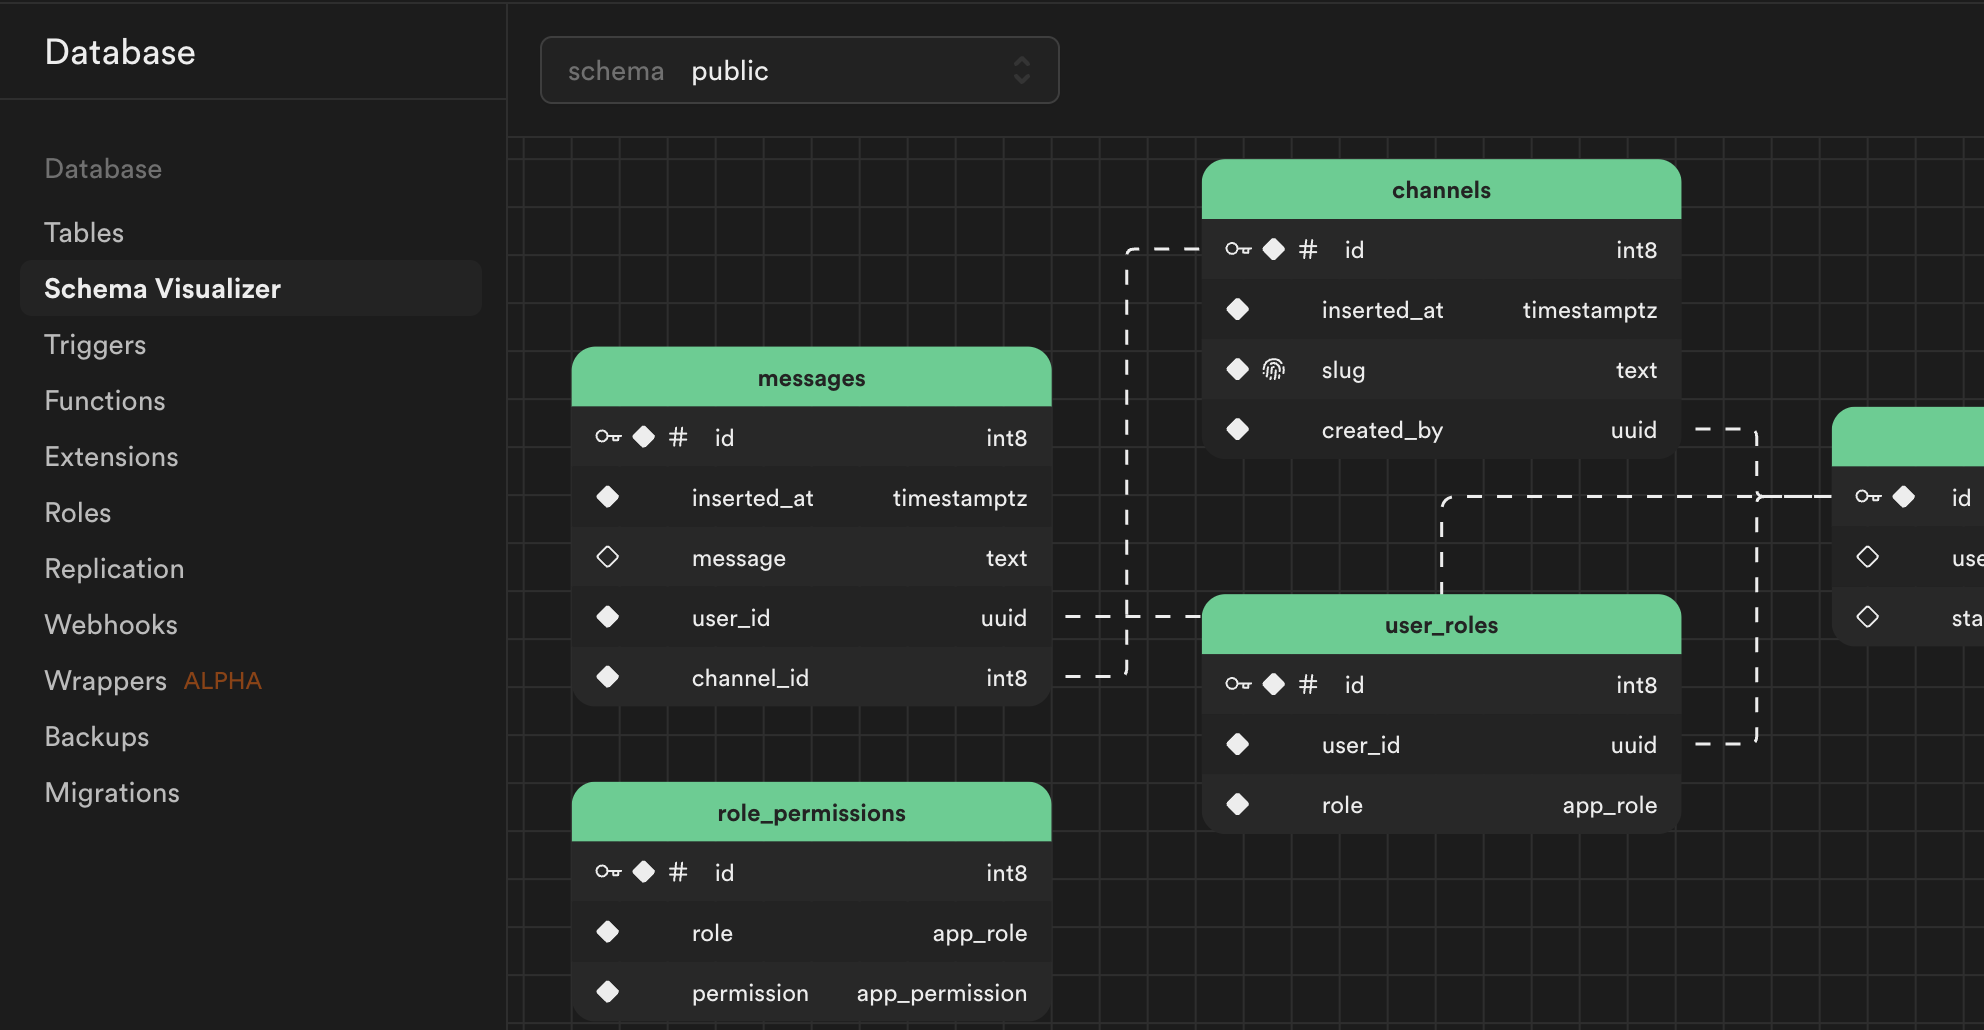 Database
schema public
Database
Tables
Schema Visualizer
Triggers
Functions
Extensions
Roles
Replication
Webhooks
Wrappers ALPHA
Backups
Migrations
messages
# id int8
inserted_at timestamptz
message text
user_id uuid
channel_id int8
role_permissions
# id int8
role app_role
permission app_permission
channels
# id int8
inserted_at timestamptz
slug text
created_by uuid
user_roles
# id int8
user_id uuid
role app_role
id
use
sta